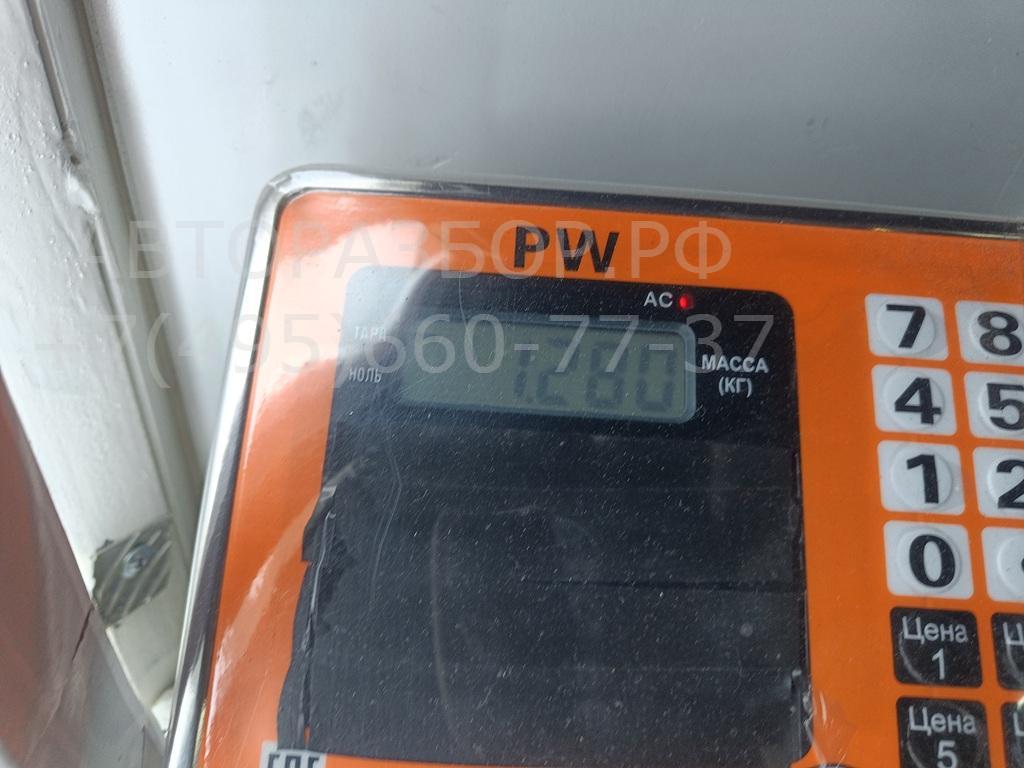 АВТОРАЗБОР.РФ
+7(495)660-77-37
PW
AC
ТАРА
НОЛЬ
1.280
МАССА
(КГ)
7 8
4 5
1 2
0
Цена
1
Цена
5